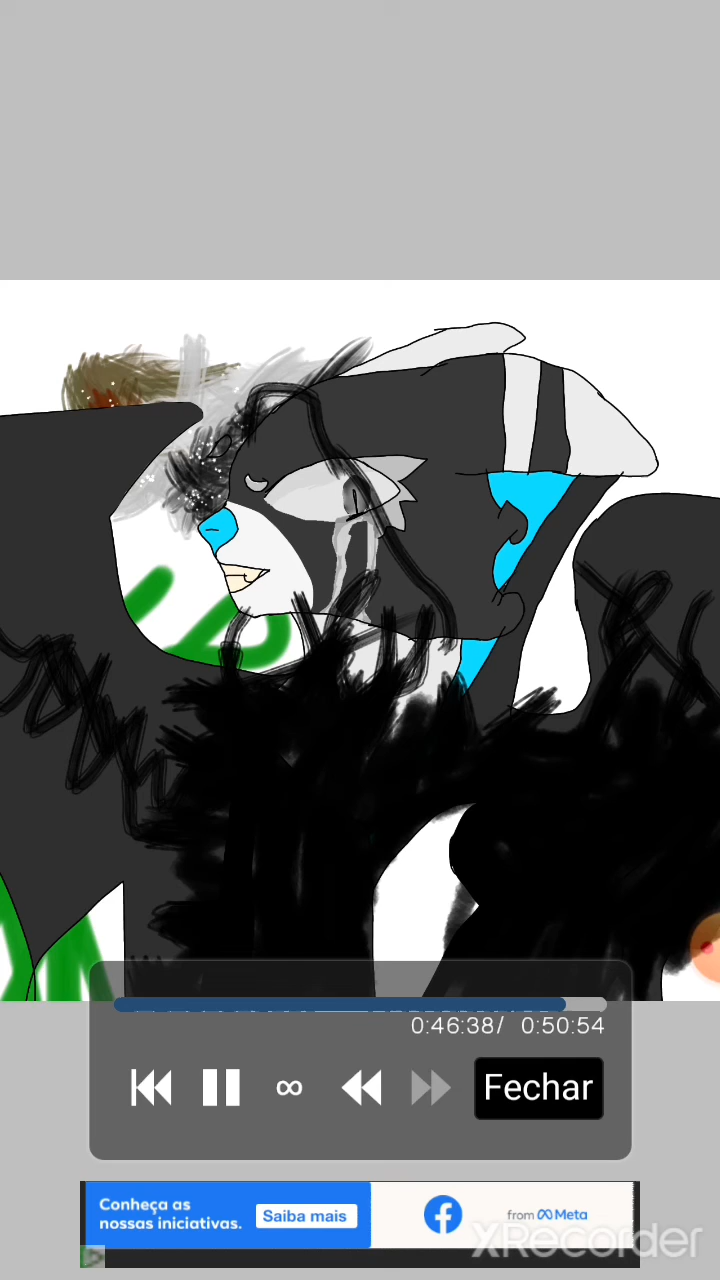 0:46:38/ 0:50:54
Fechar
Conheça as
nossas iniciativas.
Saiba mais
from Meta
XRecorder